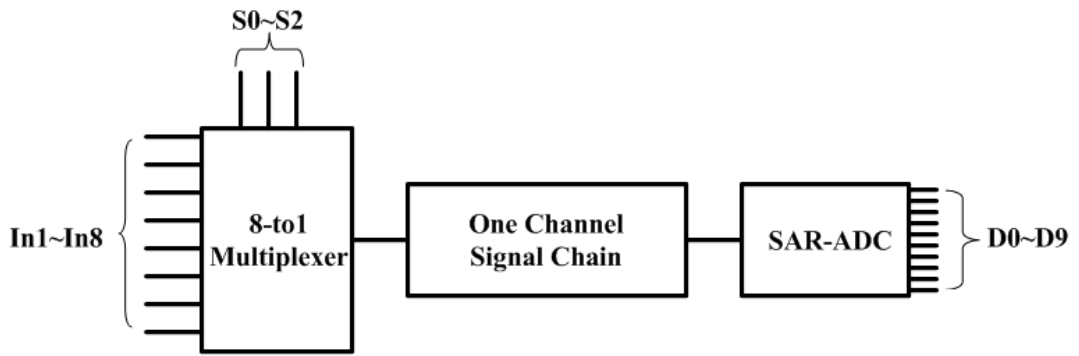 S0~S2
In1~In8
8-to1
Multiplexer
One Channel
Signal Chain
SAR-ADC
D0~D9